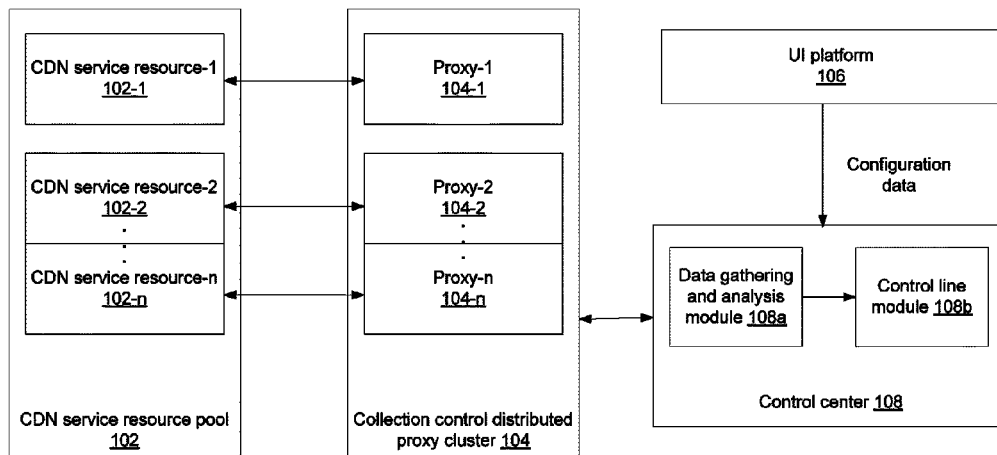 CDN service resource-1
102-1
CDN service resource-2
102-2
CDN service resource-n
102-n
CDN service resource pool
102
Proxy-1
104-1
Proxy-2
104-2
Proxy-n
104-n
Collection control distributed
proxy cluster 104
UI platform
106
Configuration
data
Data gathering
and analysis
module 108a
Control line
module 108b
Control center 108